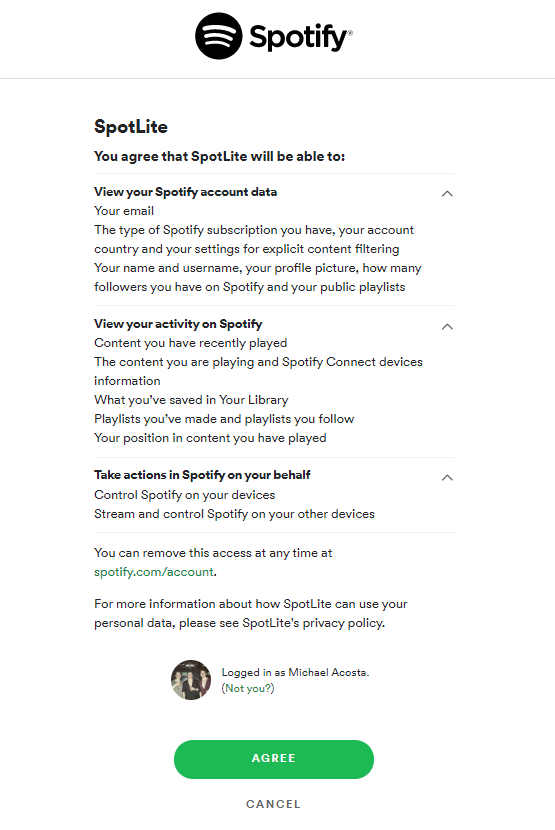 Spotify®
SpotLite
You agree that SpotLite will be able to:
View your Spotify account data
Your email
The type of Spotify subscription you have, your account
country and your settings for explicit content filtering
Your name and username, your profile picture, how many
followers you have on Spotify and your public playlists
View your activity on Spotify
Content you have recently played
The content you are playing and Spotify Connect devices
information
What you’ve saved in Your Library
Playlists you’ve made and playlists you follow
Your position in content you have played
Take actions in Spotify on your behalf
Control Spotify on your devices
Stream and control Spotify on your other devices
You can remove this access at any time at
spotify.com/account.
For more information about how SpotLite can use your
personal data, please see SpotLite's privacy policy.
Logged in as Michael Acosta.
(Not you?)
AGREE
CANCEL